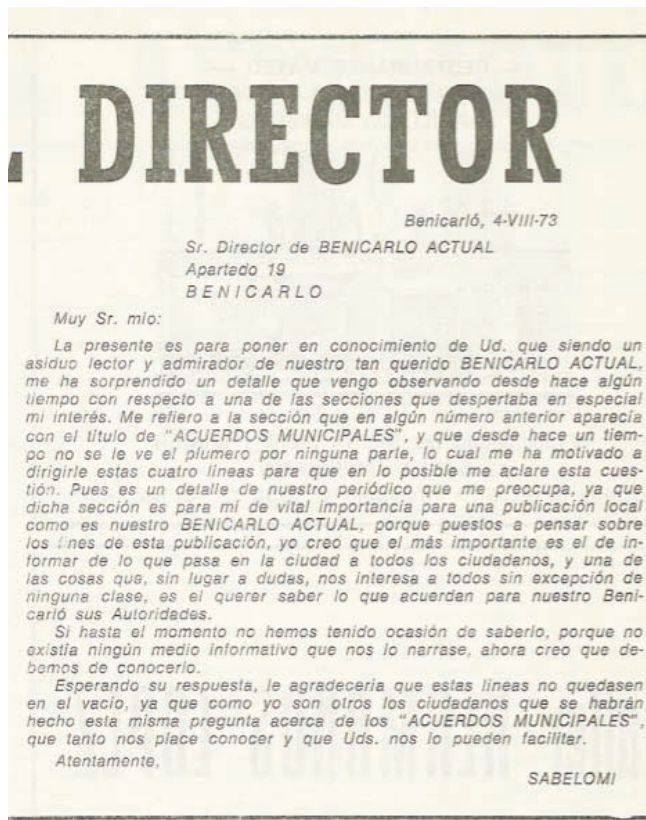 L DIRECTOR
Benicarló, 4-VIII-73
Sr. Director de BENICARLO ACTUAL
Apartado 19
BENICARLO
Muy Sr. mio:
La presente es para poner en conocimiento de Ud. que siendo un
asiduo lector y admirador de nuestro tan querido BENICARLO ACTUAL,
me ha sorprendido un detalle que vengo observando desde hace algún
tiempo con respecto a una de las secciones que despertaba en especial
mi interés. Me refiero a la sección que en algún número anterior aparecía
con el título de "ACUERDOS MUNICIPALES", y que desde hace un tiem-
po no se le ve el plumero por ninguna parte, lo cual me ha motivado a
dirigirle estas cuatro líneas para que en lo posible me aclare esta cues-
tión. Pues es un detalle de nuestro periódico que me preocupa, ya que
dicha sección es para mí de vital importancia para una publicación local
como es nuestro BENICARLO ACTUAL, porque puestos a pensar sobre
los fines de esta publicación, yo creo que el más importante es el de in-
formar de lo que pasa en la ciudad a todos los ciudadanos, y una de
las cosas que, sin lugar a dudas, nos interesa a todos sin excepción de
ninguna clase, es el querer saber lo que acuerdan para nuestro Beni-
carló sus Autoridades.
Si hasta el momento no hemos tenido ocasión de saberlo, porque no
existía ningún medio informativo que nos lo narrase, ahora creo que de-
bemos de conocerlo.
Esperando su respuesta, le agradecería que estas líneas no quedasen
en el vacío, ya que como yo son otros los ciudadanos que se habrán
hecho esta misma pregunta acerca de los "ACUERDOS MUNICIPALES",
que tanto nos place conocer y que Uds. nos lo pueden facilitar.
Atentamente,
SABELOMI